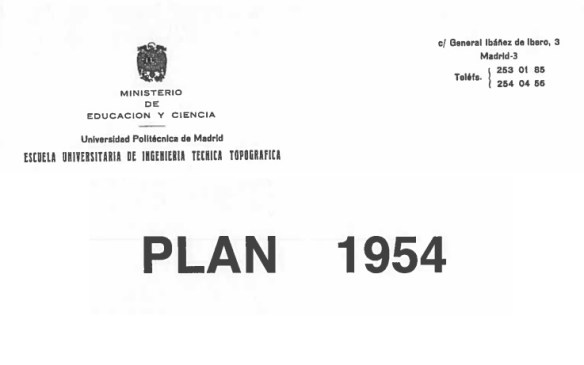 MINISTERIO
DE
EDUCACION Y CIENCIA
Universidad Politécnica de Madrid
ESCUELA UNIVERSITARIA DE INGENIERIA TECNICA TOPOGRAFICA
c/ General Ibáñez de Ibero, 3
Madrid-3
Teléfs. { 253 01 85
{ 254 04 56
PLAN 1954